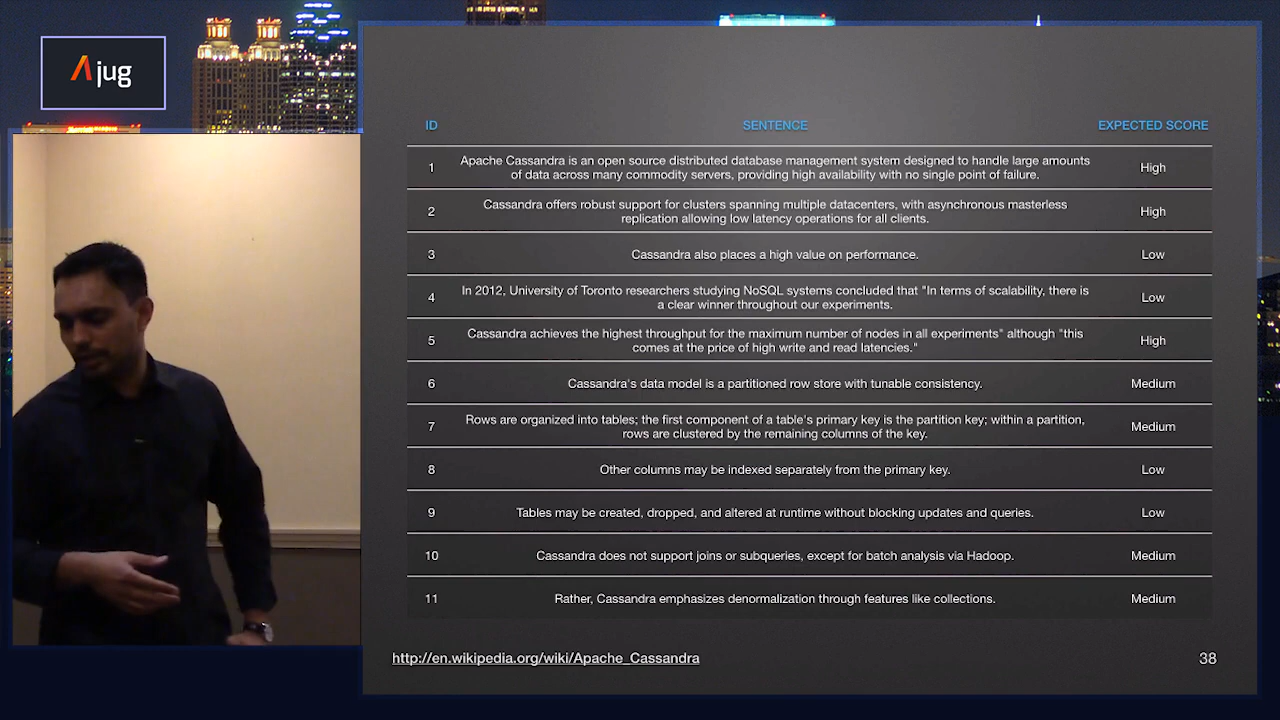 Ajug
ID SENTENCE EXPECTED SCORE
1 Apache Cassandra is an open source distributed database management system designed to handle large amounts
of data across many commodity servers, providing high availability with no single point of failure. High
2 Cassandra offers robust support for clusters spanning multiple datacenters, with asynchronous masterless
replication allowing low latency operations for all clients. High
3 Cassandra also places a high value on performance. Low
4 In 2012, University of Toronto researchers studying NoSQL systems concluded that "In terms of scalability, there is
a clear winner throughout our experiments. Low
5 Cassandra achieves the highest throughput for the maximum number of nodes in all experiments" although "this
comes at the price of high write and read latencies." High
6 Cassandra's data model is a partitioned row store with tunable consistency. Medium
7 Rows are organized into tables; the first component of a table's primary key is the partition key; within a partition,
rows are clustered by the remaining columns of the key. Medium
8 Other columns may be indexed separately from the primary key. Low
9 Tables may be created, dropped, and altered at runtime without blocking updates and queries. Low
10 Cassandra does not support joins or subqueries, except for batch analysis via Hadoop. Medium
11 Rather, Cassandra emphasizes denormalization through features like collections. Medium
http://en.wikipedia.org/wiki/Apache_Cassandra 38